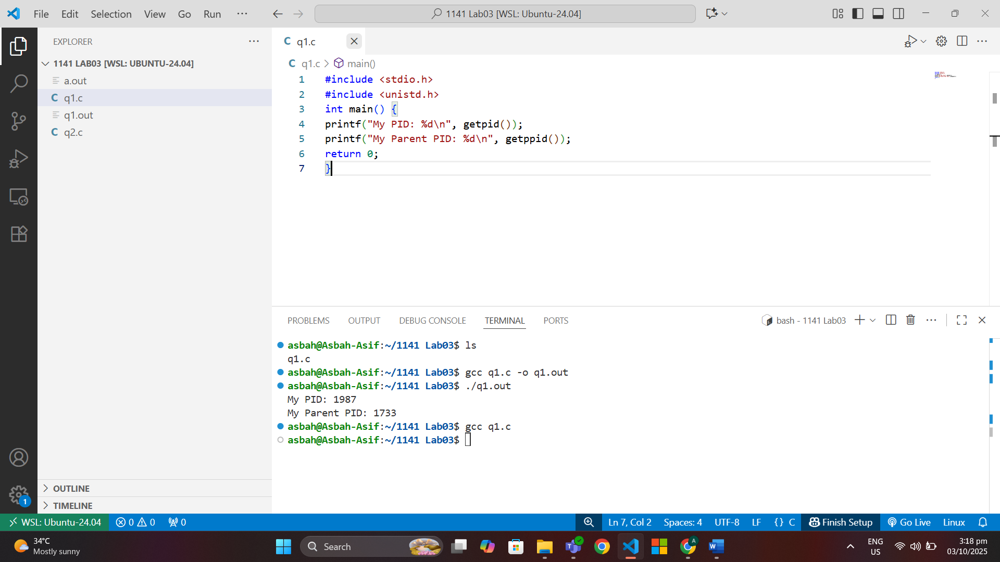 File Edit Selection View Go Run ··· 1141 Lab03 [WSL: Ubuntu-24.04]
EXPLORER ···
1141 LAB03 [WSL: UBUNTU-24.04]
a.out
C q1.c
q1.out
C q2.c
OUTLINE
TIMELINE
C q1.c
C q1.c > main()
1 #include <stdio.h>
2 #include <unistd.h>
3 int main() {
4 printf("My PID: %d\n", getpid());
5 printf("My Parent PID: %d\n", getppid());
6 return 0;
7 }
PROBLEMS OUTPUT DEBUG CONSOLE TERMINAL PORTS bash - 1141 Lab03
asbah@Asbah-Asif:~/1141 Lab03$ ls
q1.c
asbah@Asbah-Asif:~/1141 Lab03$ gcc q1.c -o q1.out
asbah@Asbah-Asif:~/1141 Lab03$ ./q1.out
My PID: 1987
My Parent PID: 1733
asbah@Asbah-Asif:~/1141 Lab03$ gcc q1.c
asbah@Asbah-Asif:~/1141 Lab03$
1
WSL: Ubuntu-24.04 0 0 0 Ln 7, Col 2 Spaces: 4 UTF-8 LF {} C Finish Setup Go Live Linux
34°C
Mostly sunny
Search
A
ENG
US
3:18 pm
03/10/2025